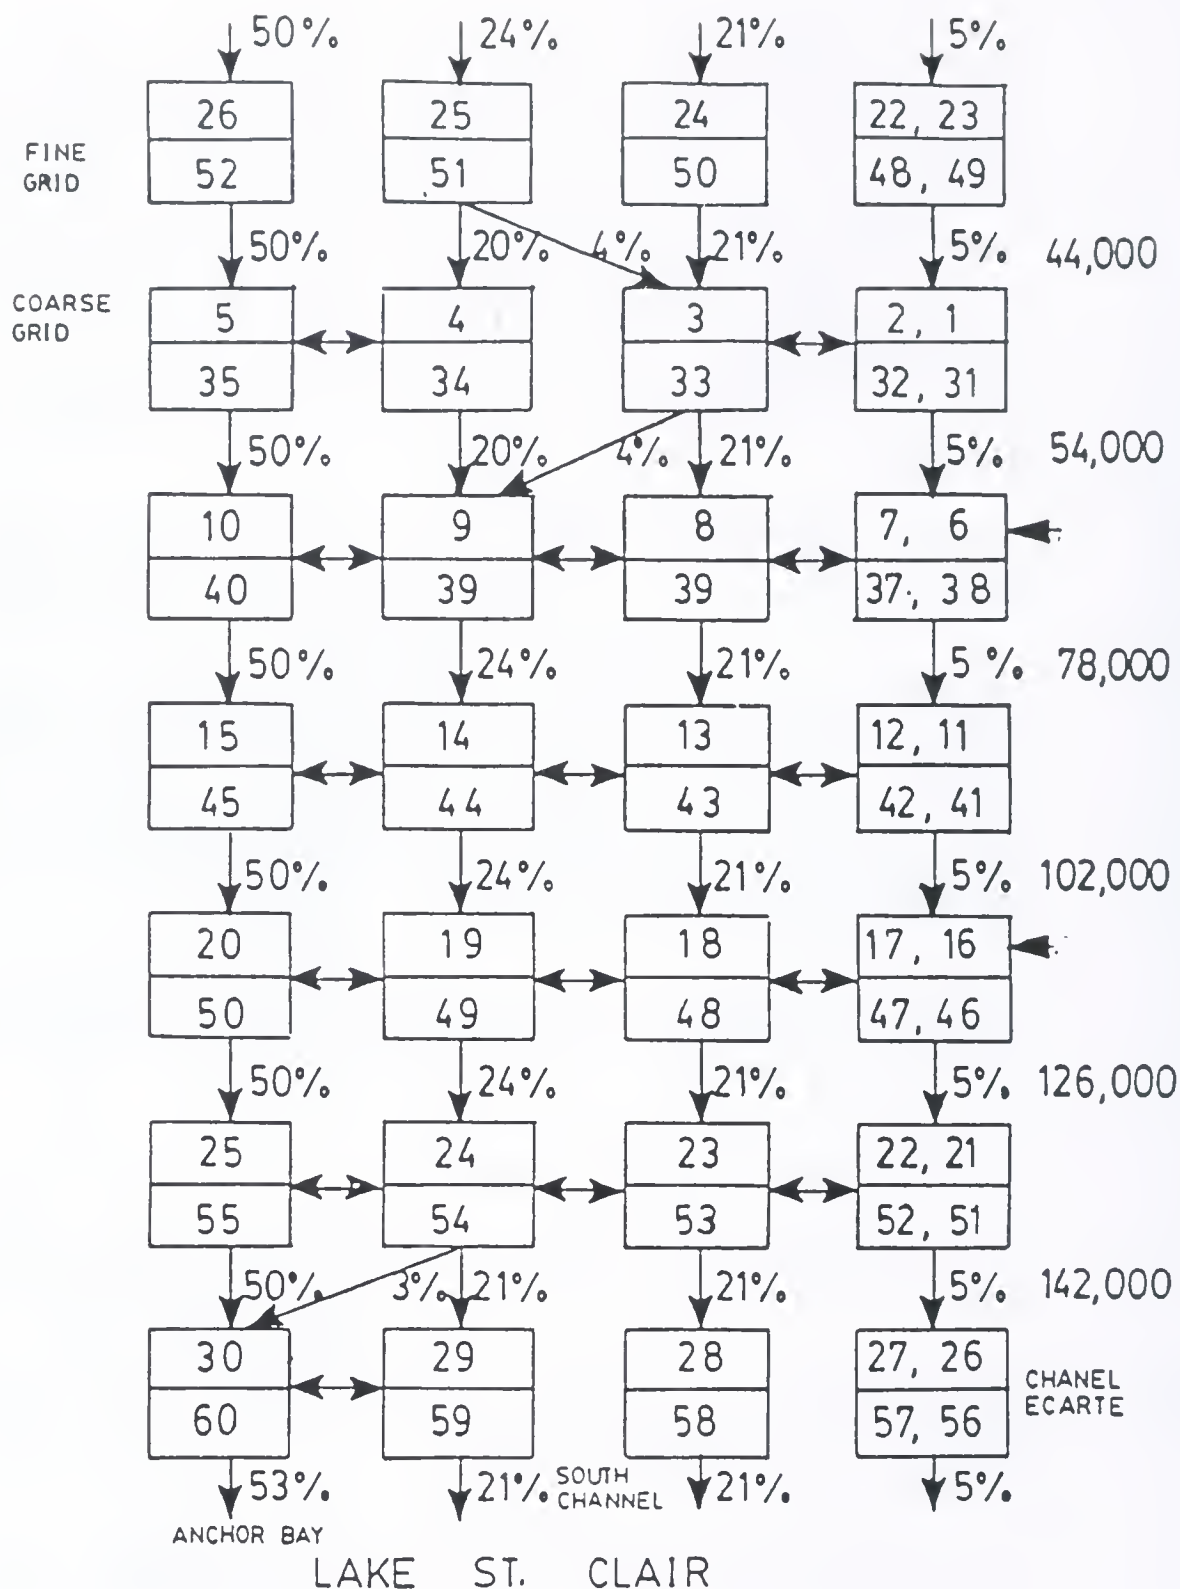 50% 24% 21% 5%
26 25 24 22, 23
FINE GRID
52 51 50 48, 49
50% 20% 4% 21% 5% 44,000
COARSE GRID
5 4 3 2, 1
35 34 33 32, 31
50% 20% 4% 21% 5% 54,000
10 9 8 7, 6
40 39 39 37, 38
50% 24% 21% 5% 78,000
15 14 13 12, 11
45 44 43 42, 41
50% 24% 21% 5% 102,000
20 19 18 17, 16
50 49 48 47, 46
50% 24% 21% 5% 126,000
25 24 23 22, 21
55 54 53 52, 51
50% 3% 21% 21% 5% 142,000
30 29 28 27, 26
CHANEL ECARTE
60 59 58 57, 56
53% 21% SOUTH CHANNEL 21% 5%
ANCHOR BAY
LAKE ST. CLAIR